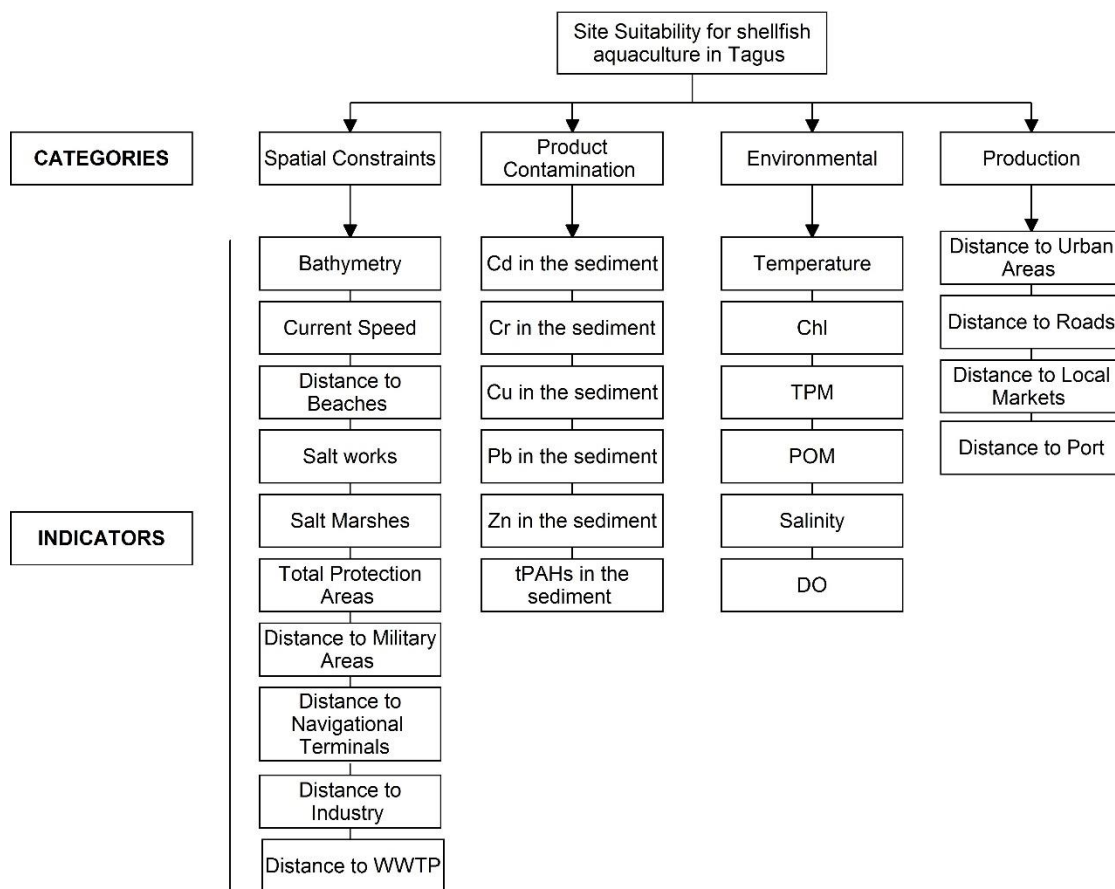 Site Suitability for shellfish
aquaculture in Tagus
CATEGORIES
Spatial Constraints
Product
Contamination
Environmental
Production
INDICATORS
Bathymetry
Current Speed
Distance to
Beaches
Salt works
Salt Marshes
Total Protection
Areas
Distance to Military
Areas
Distance to
Navigational
Terminals
Distance to
Industry
Distance to WWTP
Cd in the sediment
Cr in the sediment
Cu in the sediment
Pb in the sediment
Zn in the sediment
tPAHs in the
sediment
Temperature
Chl
TPM
POM
Salinity
DO
Distance to Urban
Areas
Distance to Roads
Distance to Local
Markets
Distance to Port